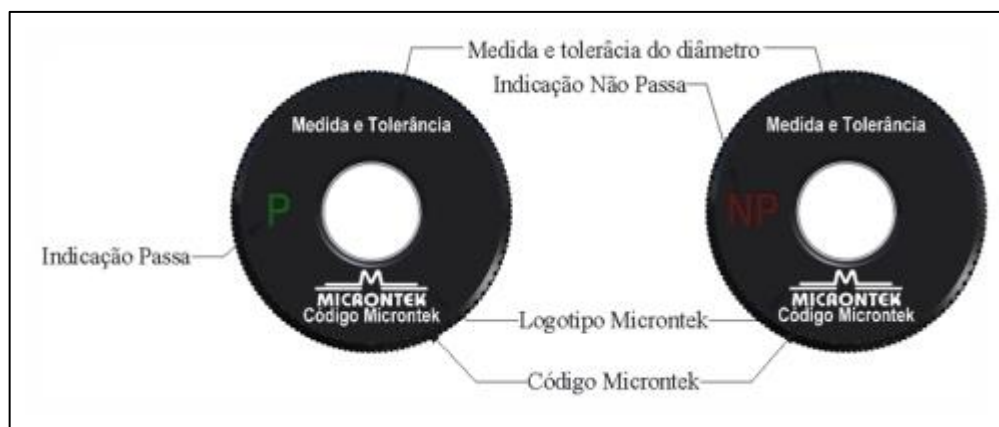 Medida e tolerâcia do diâmetro
Indicação Não Passa
Medida e Tolerância
Medida e Tolerância
P
NP
Indicação Passa
M
MICRONTEK
Código Microntek
M
MICRONTEK
Código Microntek
Logotipo Microntek
Código Microntek